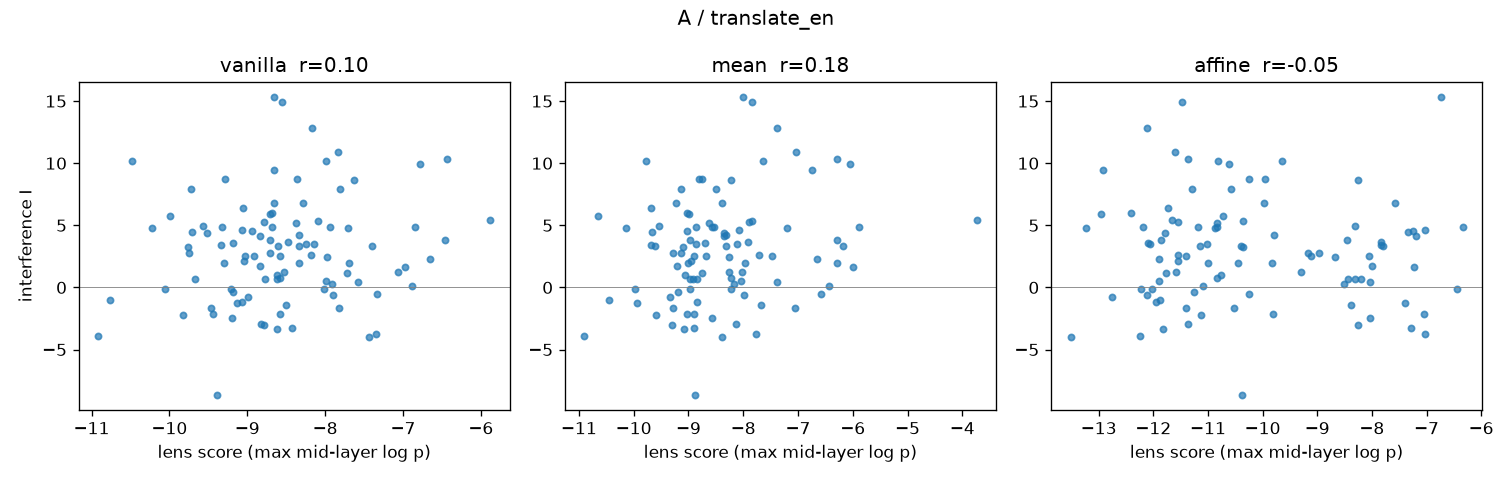 A / translate_en
vanilla  r=0.10
mean  r=0.18
affine  r=-0.05
interference I
15
10
5
0
−5
−11 −10 −9 −8 −7 −6
lens score (max mid-layer log p)
15
10
5
0
−5
−11 −10 −9 −8 −7 −6 −5 −4
lens score (max mid-layer log p)
15
10
5
0
−5
−13 −12 −11 −10 −9 −8 −7 −6
lens score (max mid-layer log p)